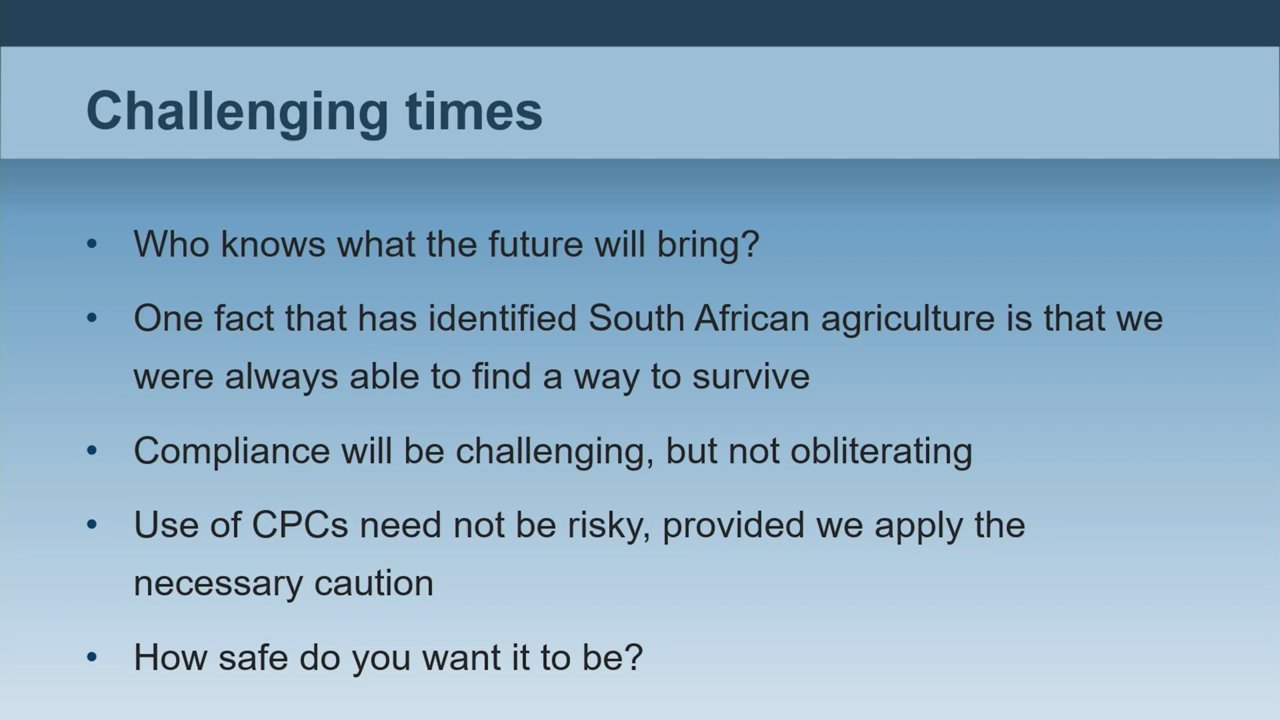 Challenging times
• Who knows what the future will bring?
• One fact that has identified South African agriculture is that we
were always able to find a way to survive
• Compliance will be challenging, but not obliterating
• Use of CPCs need not be risky, provided we apply the
necessary caution
• How safe do you want it to be?